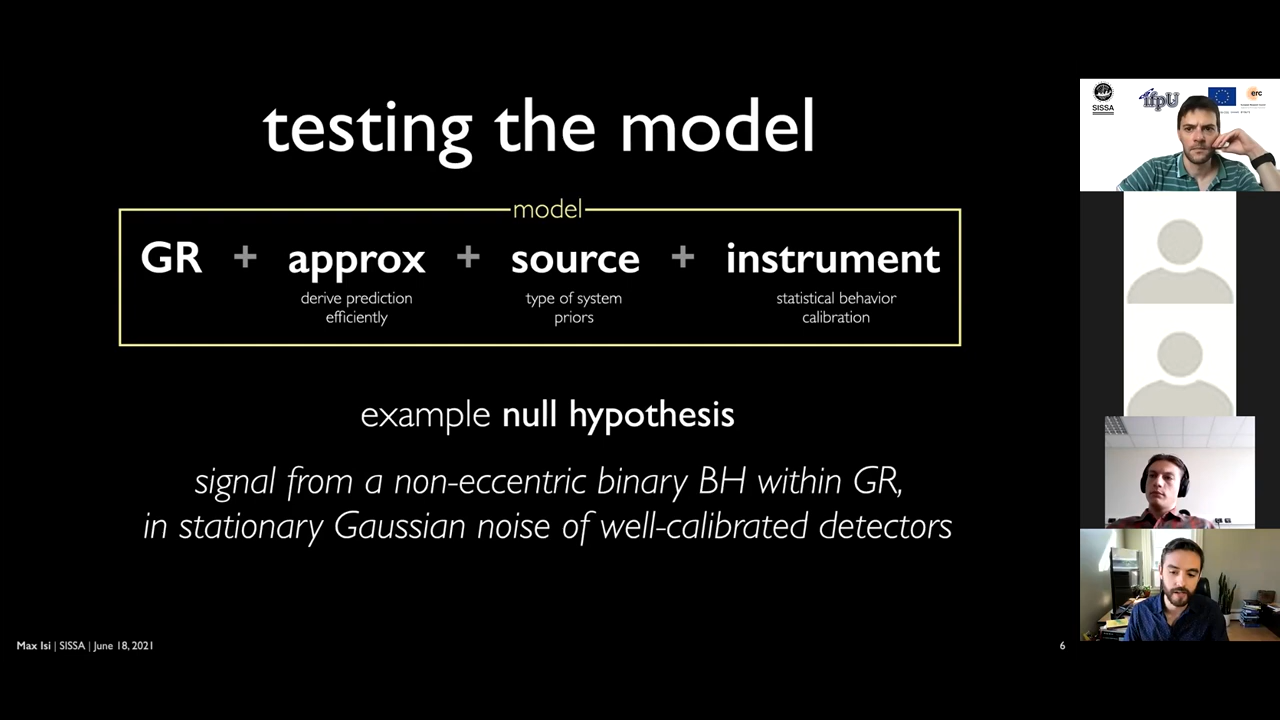 testing the model
model
GR + approx + source + instrument
derive prediction
efficiently
type of system
priors
statistical behavior
calibration
example null hypothesis
signal from a non-eccentric binary BH within GR,
in stationary Gaussian noise of well-calibrated detectors
Max Isi | SISSA | June 18, 2021
6
SISSA
ifpU
erc